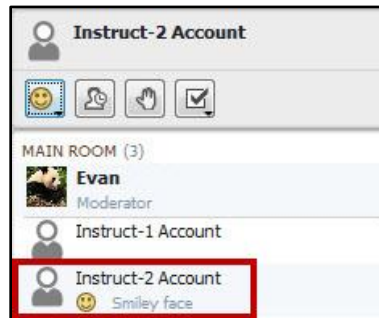 Instruct-2 Account
MAIN ROOM (3)
Evan
Moderator
Instruct-1 Account
Instruct-2 Account
Smiley face